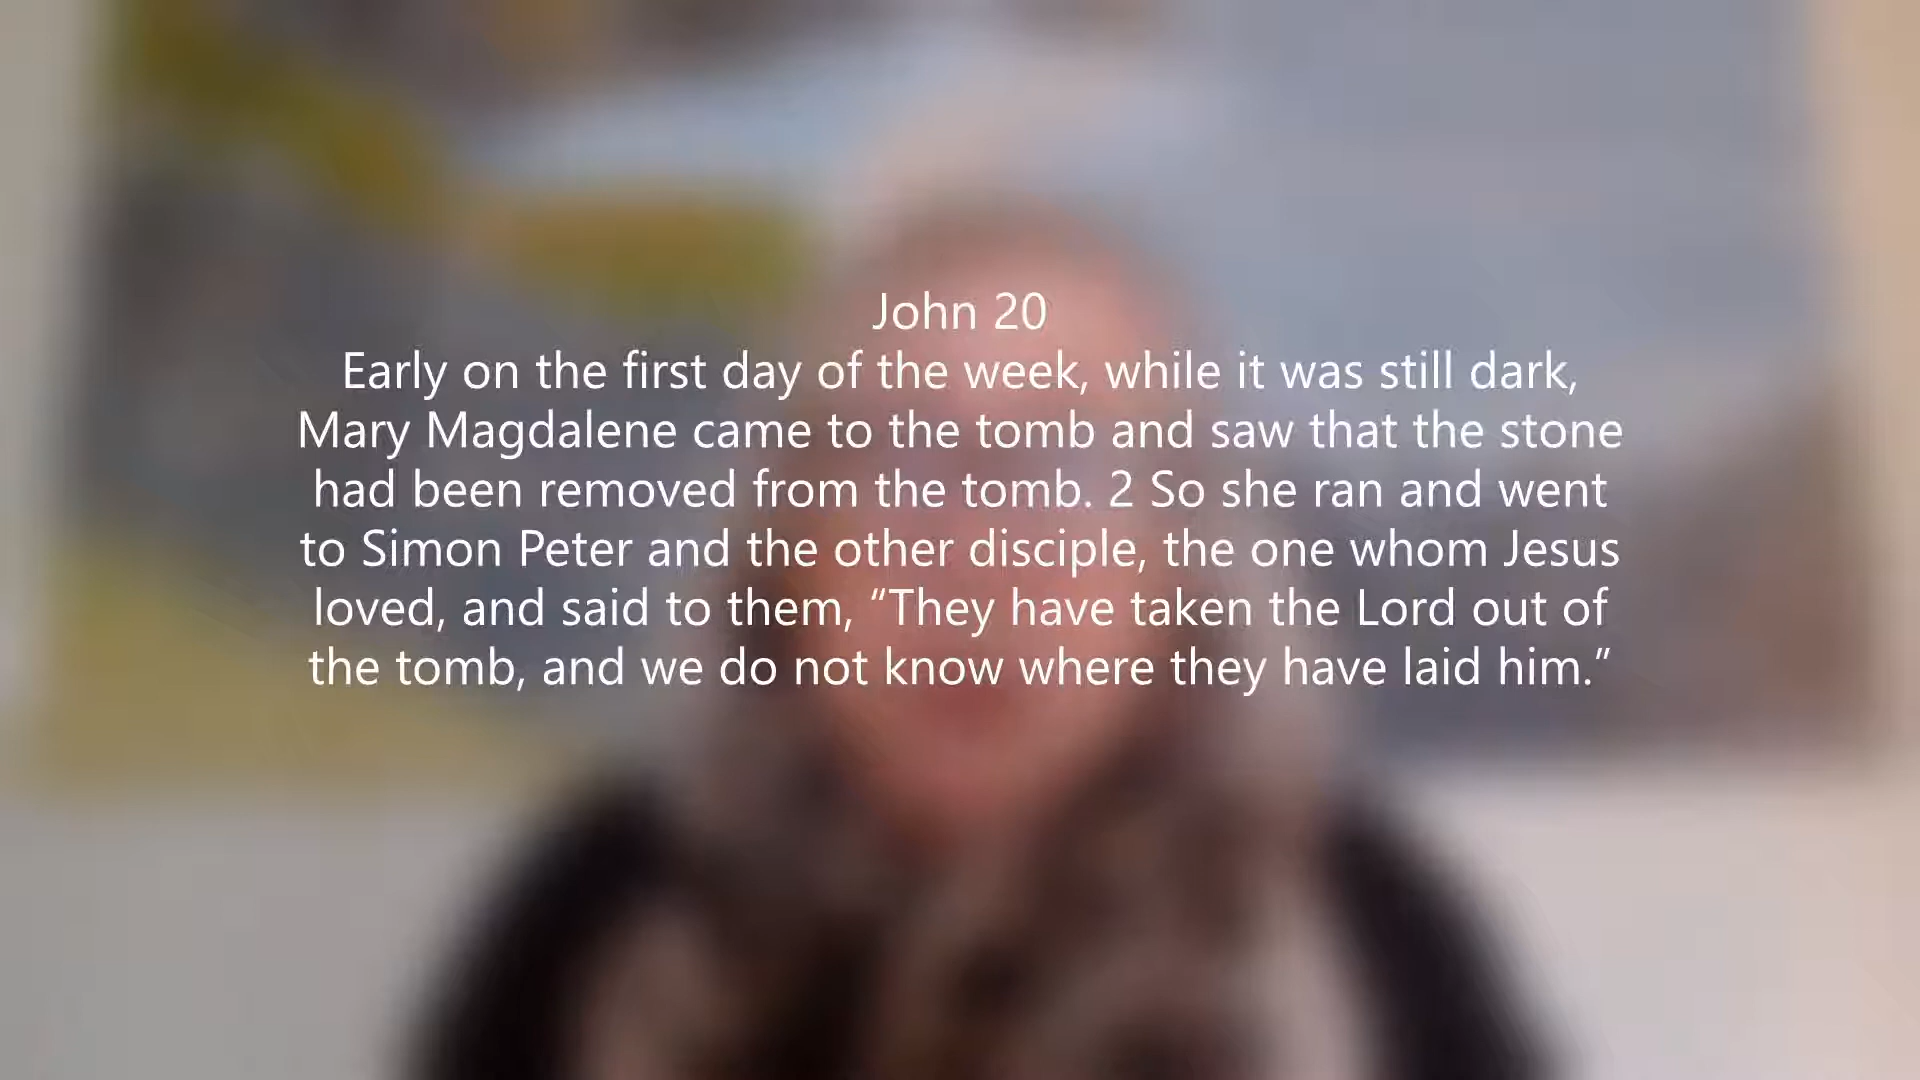 John 20
Early on the first day of the week, while it was still dark,
Mary Magdalene came to the tomb and saw that the stone
had been removed from the tomb. 2 So she ran and went
to Simon Peter and the other disciple, the one whom Jesus
loved, and said to them, “They have taken the Lord out of
the tomb, and we do not know where they have laid him.”